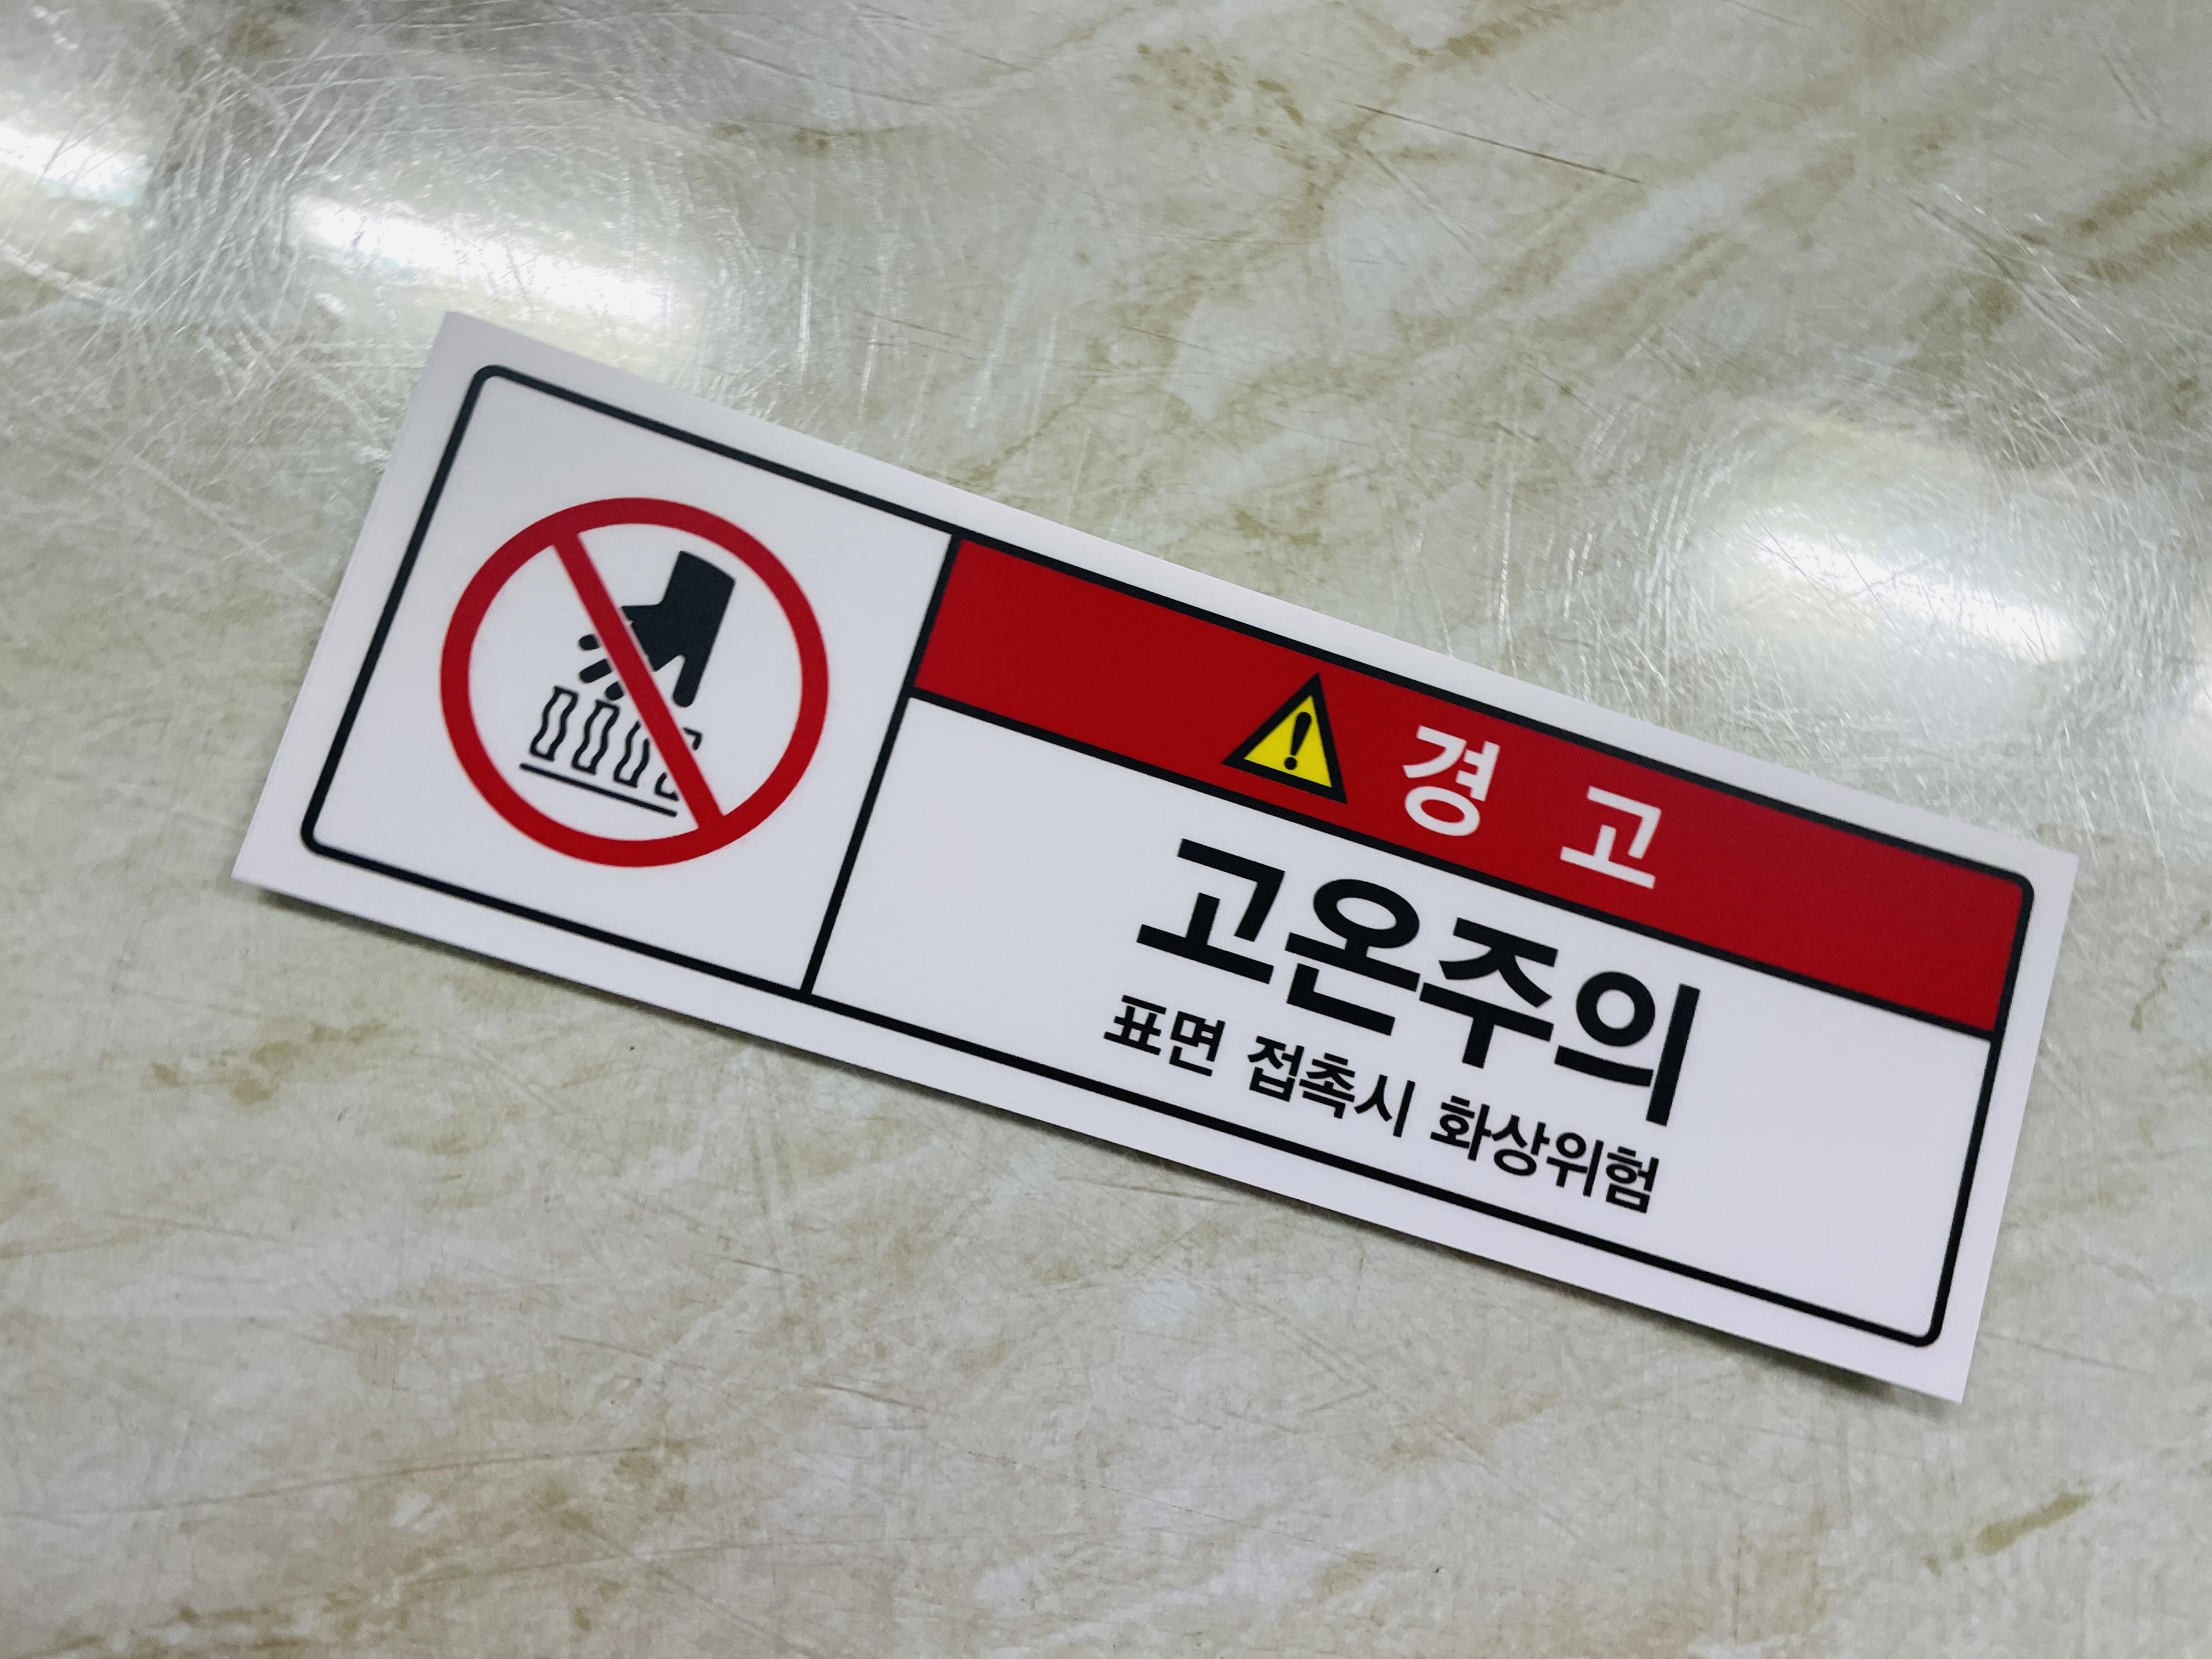 경 고
고온주의
표면 접촉시 화상위험